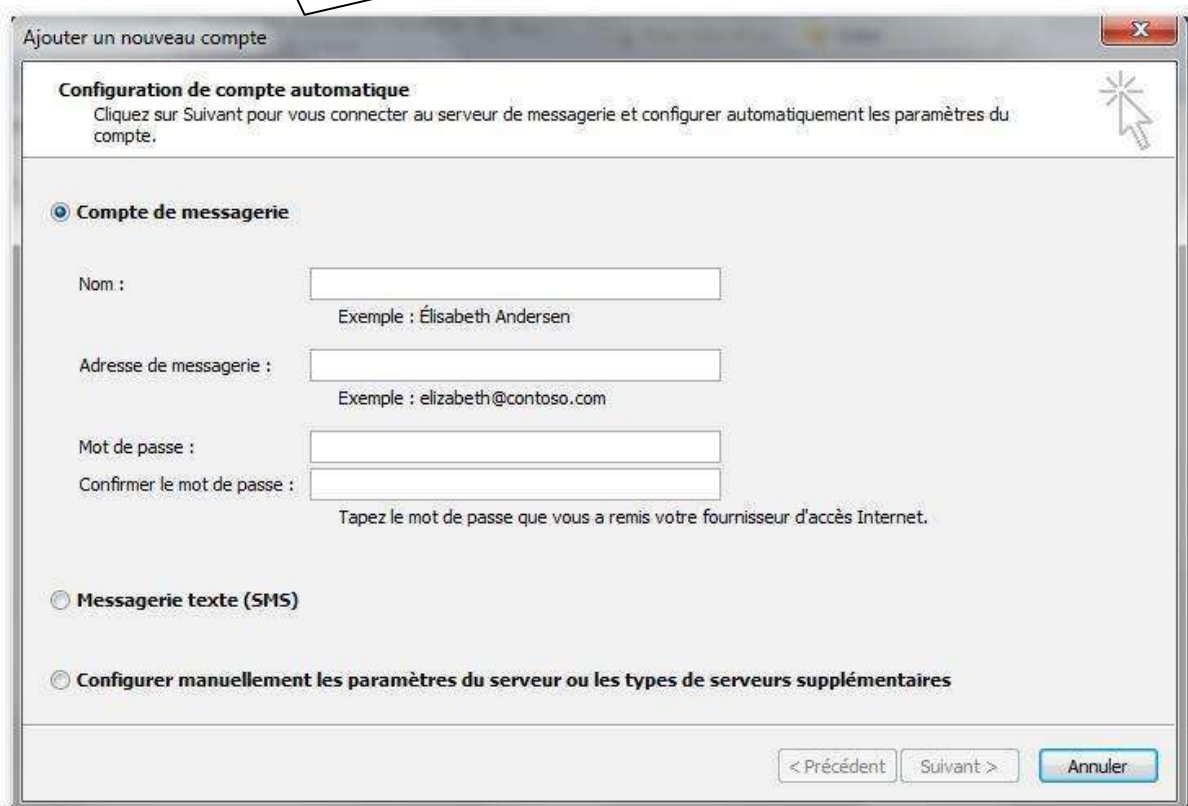 Ajouter un nouveau compte
Configuration de compte automatique
Cliquez sur Suivant pour vous connecter au serveur de messagerie et configurer automatiquement les paramètres du
compte.
Compte de messagerie
Nom :
Exemple : Élisabeth Andersen
Adresse de messagerie :
Exemple : elizabeth@contoso.com
Mot de passe :
Confirmer le mot de passe :
Tapez le mot de passe que vous a remis votre fournisseur d'accès Internet.
Messagerie texte (SMS)
Configurer manuellement les paramètres du serveur ou les types de serveurs supplémentaires
< Précédent Suivant > Annuler